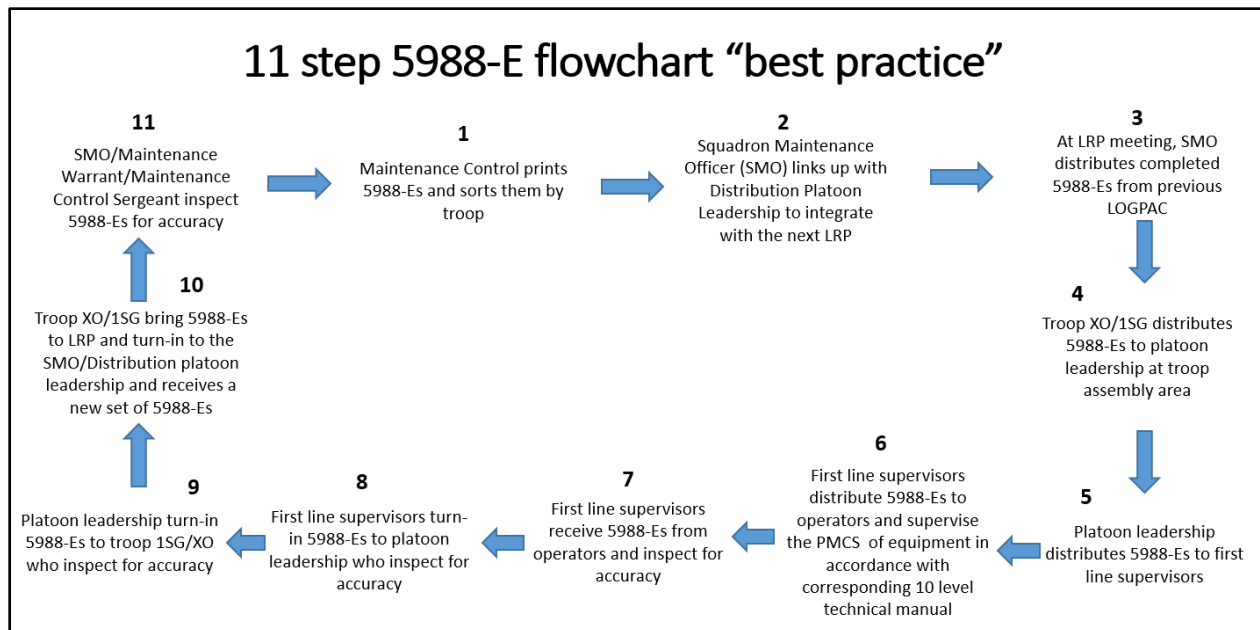 11 step 5988-E flowchart “best practice”
11
SMO/Maintenance
Warrant/Maintenance
Control Sergeant inspect
5988-Es for accuracy
1
Maintenance Control prints
5988-Es and sorts them by
troop
2
Squadron Maintenance
Officer (SMO) links up with
Distribution Platoon
Leadership to integrate
with the next LRP
3
At LRP meeting, SMO
distributes completed
5988-Es from previous
LOGPAC
4
Troop XO/1SG distributes
5988-Es to platoon
leadership at troop
assembly area
5
Platoon leadership
distributes 5988-Es to first
line supervisors
6
First line supervisors
distribute 5988-Es to
operators and supervise
the PMCS of equipment in
accordance with
corresponding 10 level
technical manual
7
First line supervisors
receive 5988-Es from
operators and inspect for
accuracy
8
First line supervisors turn-
in 5988-Es to platoon
leadership who inspect for
accuracy
9
Platoon leadership turn-in
5988-Es to troop 1SG/XO
who inspect for accuracy
10
Troop XO/1SG bring 5988-Es
to LRP and turn-in to the
SMO/Distribution platoon
leadership and receives a
new set of 5988-Es